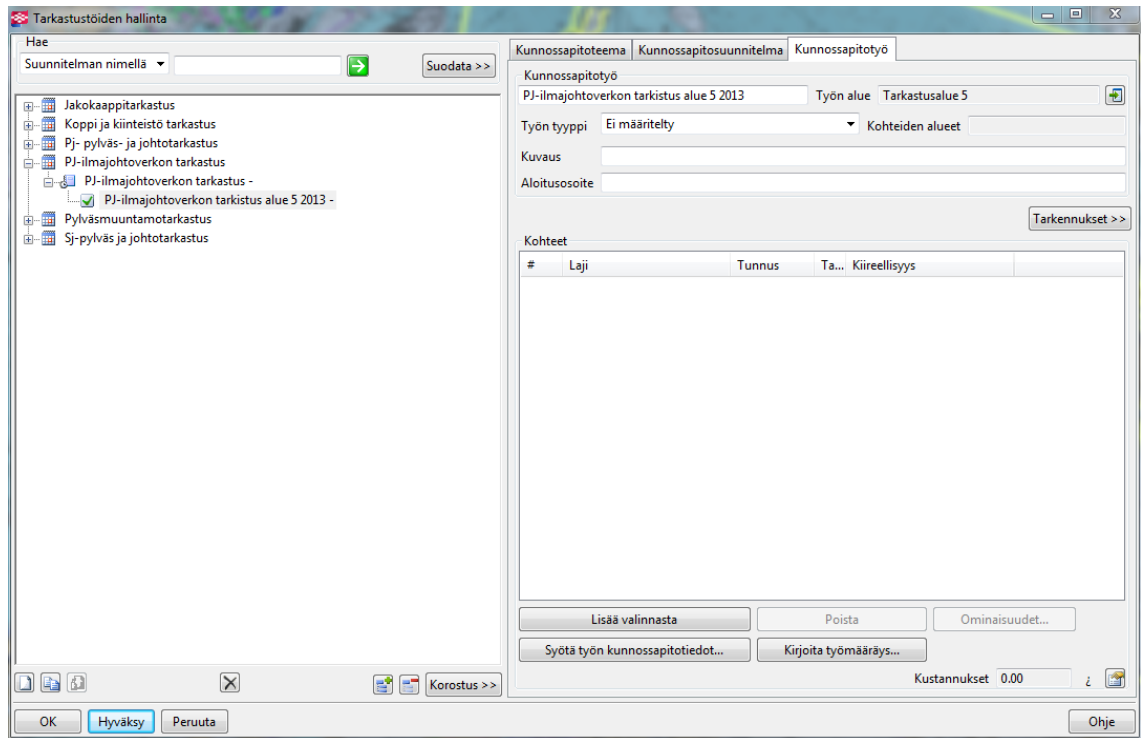 Tarkastustöiden hallinta
Hae
Suunnitelman nimellä
Suodata >>
Jakokaappitarkastus
Koppi ja kiinteistö tarkastus
Pj- pylväs- ja johtotarkastus
PJ-ilmajohtoverkon tarkastus
PJ-ilmajohtoverkon tarkastus -
PJ-ilmajohtoverkon tarkistus alue 5 2013 -
Pylväsmuuntamotarkastus
Sj-pylväs ja johtotarkastus
Korostus >>
Kunnossapitoteema Kunnossapitosuunnitelma Kunnossapitotyö
Kunnossapitotyö
PJ-ilmajohtoverkon tarkistus alue 5 2013 Työn alue Tarkastusalue 5
Työn tyyppi Ei määritelty Kohteiden alueet
Kuvaus
Aloitusosoite
Tarkennukset >>
Kohteet
# Laji Tunnus Ta... Kiireellisyys
Lisää valinnasta Poista Ominaisuudet...
Syötä työn kunnossapitotiedot... Kirjoita työmääräys...
Kustannukset 0.00 ¿
OK Hyväksy Peruuta Ohje